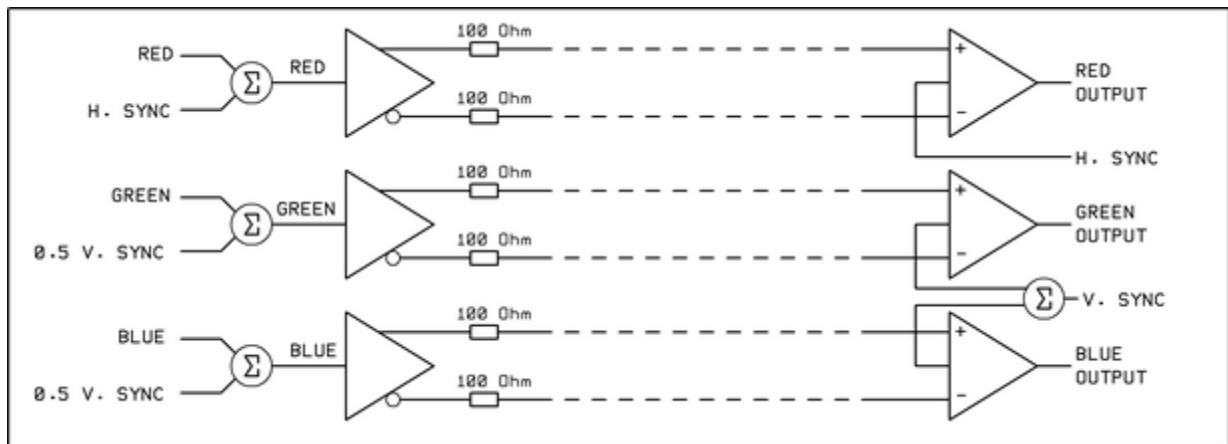 100 Ohm
RED
RED
Σ
H. SYNC
100 Ohm
+
-
RED
OUTPUT
H. SYNC
100 Ohm
GREEN
GREEN
Σ
0.5 V. SYNC
100 Ohm
+
-
GREEN
OUTPUT
Σ
V. SYNC
100 Ohm
BLUE
BLUE
Σ
0.5 V. SYNC
100 Ohm
+
-
BLUE
OUTPUT